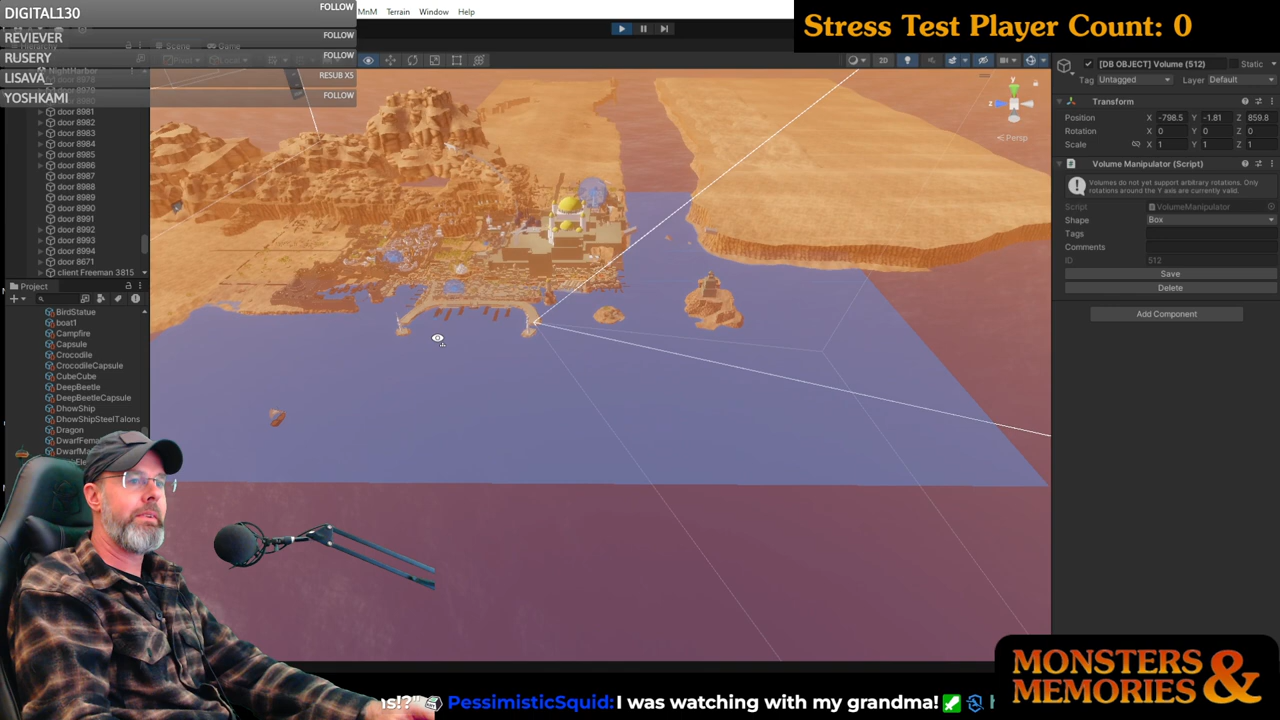 DIGITAL130 FOLLOW
REVIEVER FOLLOW
RUSERY FOLLOW
LISAVA_ RESUB X5
YOSHKAMI FOLLOW
MnM Terrain Window Help
Stress Test Player Count: 0
Scene Game
2D
Persp
y
z
door 8981
door 8982
door 8983
door 8984
door 8985
door 8986
door 8987
door 8988
door 8989
door 8990
door 8991
door 8992
door 8993
door 8994
door 8671
client Freeman 3815
Project
BirdStatue
boat1
Campfire
Capsule
Crocodile
CrocodileCapsule
CubeCube
DeepBeetle
DeepBeetleCapsule
DhowShip
DhowShipSteelTalons
Dragon
[DB OBJECT] Volume (512) Static
Tag Untagged Layer Default
Transform
Position X -798.5 Y -1.81 Z 859.8
Rotation X 0 Y 0 Z 0
Scale X 1 Y 1 Z 1
Volume Manipulator (Script)
Volumes do not yet support arbitrary rotations. Only
rotations around the Y axis are currently valid.
Script VolumeManipulator
Shape Box
Tags
Comments
ID 512
Save
Delete
Add Component
MONSTERS & MEMORIES
ns!?" PessimisticSquid: I was watching with my grandma!